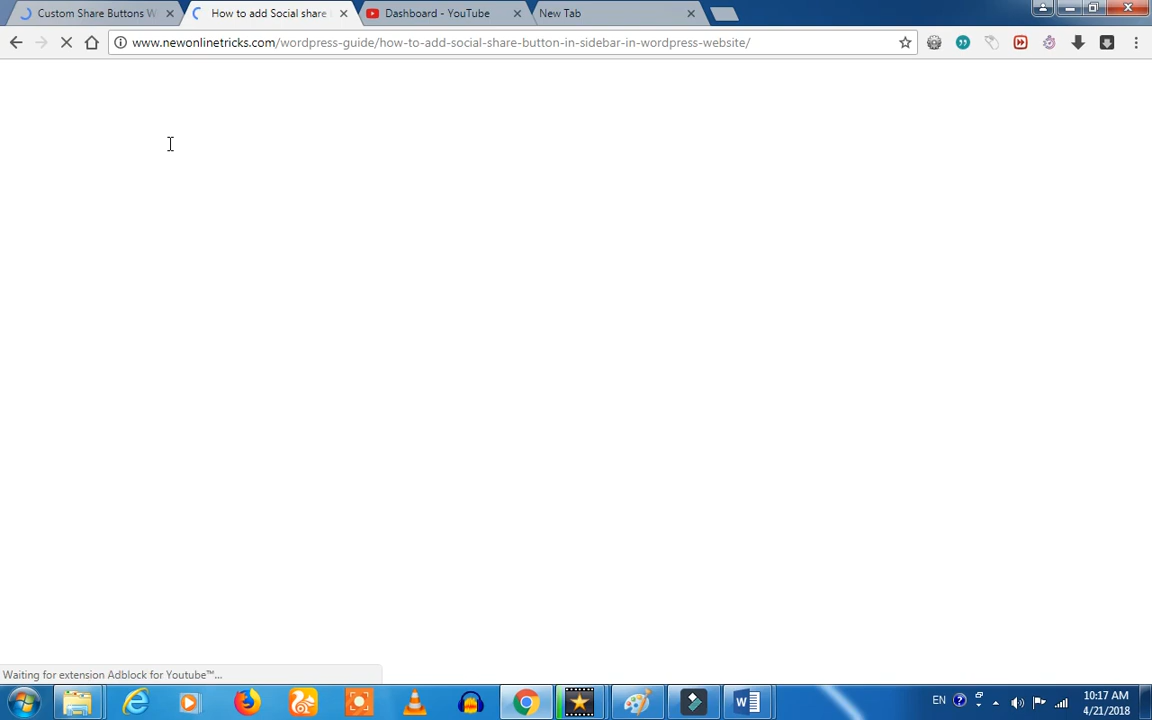 Custom Share Buttons W
How to add Social share
Dashboard - YouTube
New Tab
www.newonlinetricks.com/wordpress-guide/how-to-add-social-share-button-in-sidebar-in-wordpress-website/
Waiting for extension Adblock for Youtube™...
EN
10:17 AM
4/21/2018